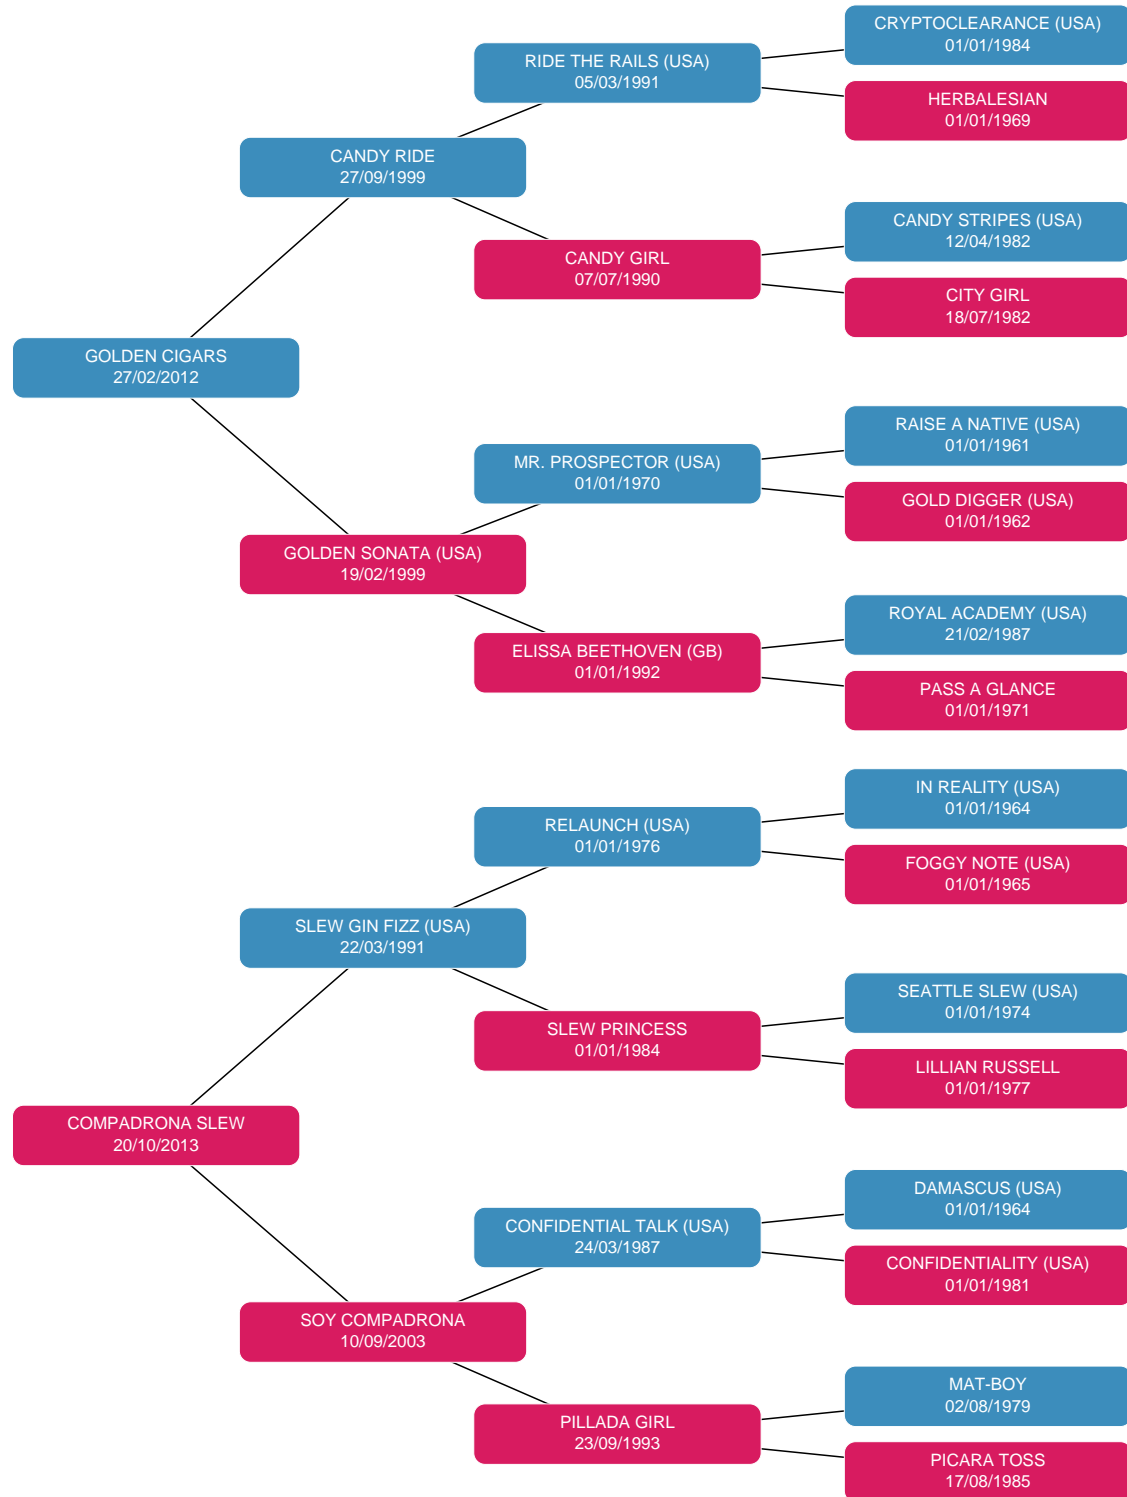 CRYPTOCLEARANCE (USA)
01/01/1984
RIDE THE RAILS (USA)
05/03/1991
HERBALESIAN
01/01/1969
CANDY RIDE
27/09/1999
CANDY STRIPES (USA)
12/04/1982
CANDY GIRL
07/07/1990
CITY GIRL
18/07/1982
GOLDEN CIGARS
27/02/2012
RAISE A NATIVE (USA)
01/01/1961
MR. PROSPECTOR (USA)
01/01/1970
GOLD DIGGER (USA)
01/01/1962
GOLDEN SONATA (USA)
19/02/1999
ROYAL ACADEMY (USA)
21/02/1987
ELISSA BEETHOVEN (GB)
01/01/1992
PASS A GLANCE
01/01/1971
IN REALITY (USA)
01/01/1964
RELAUNCH (USA)
01/01/1976
FOGGY NOTE (USA)
01/01/1965
SLEW GIN FIZZ (USA)
22/03/1991
SEATTLE SLEW (USA)
01/01/1974
SLEW PRINCESS
01/01/1984
LILLIAN RUSSELL
01/01/1977
COMPADRONA SLEW
20/10/2013
DAMASCUS (USA)
01/01/1964
CONFIDENTIAL TALK (USA)
24/03/1987
CONFIDENTIALITY (USA)
01/01/1981
SOY COMPADRONA
10/09/2003
MAT-BOY
02/08/1979
PILLADA GIRL
23/09/1993
PICARA TOSS
17/08/1985